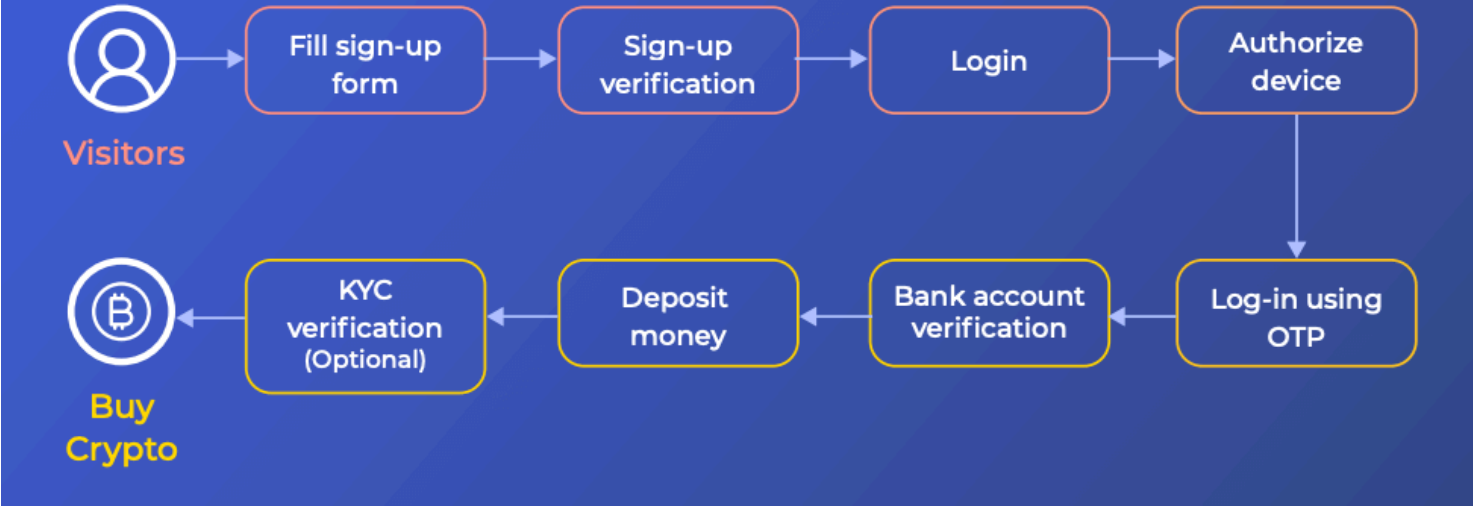 Fill sign-up
form
Sign-up
verification
Login
Authorize
device
Visitors
Log-in using
OTP
Bank account
verification
Deposit
money
KYC
verification
(Optional)
Buy
Crypto